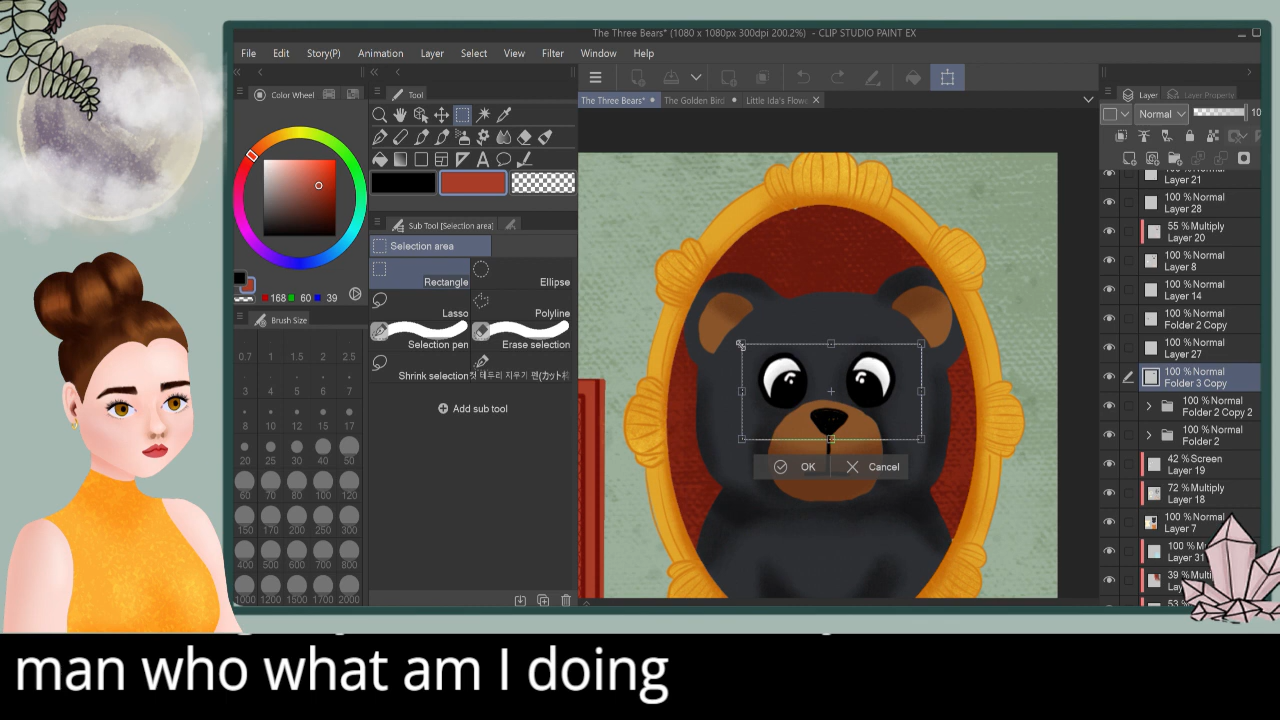 The Three Bears* (1080 x 1080px 300dpi 200.2%) - CLIP STUDIO PAINT EX
File Edit Story(P) Animation Layer Select View Filter Window Help
Color Wheel
Tool
The Three Bears* The Golden Bird Little Ida's Flowe
Layer Layer Property
Normal 10
Sub Tool [Selection area]
Selection area
Rectangle Ellipse
Lasso Polyline
Selection pen Erase selection
Shrink selection
Add sub tool
168 60 39
Brush Size
0.7 1 1.5 2 2.5
3 4 5 6 7
8 10 12 15 17
20 25 30 40 50
60 70 80 100 120
150 170 200 250 300
400 500 600 700 800
1000 1200 1500 1700 2000
OK Cancel
100 % Normal
Layer 21
100 % Normal
Layer 28
55 % Multiply
Layer 20
100 % Normal
Layer 8
100 % Normal
Layer 14
100 % Normal
Folder 2 Copy
100 % Normal
Layer 27
100 % Normal
Folder 3 Copy
100 % Normal
Folder 2 Copy 2
100 % Normal
Folder 2
42 % Screen
Layer 19
72 % Multiply
Layer 18
100 % Normal
Layer 7
100 %
Layer 31
39 % Multi
53 %
man who what am I doing